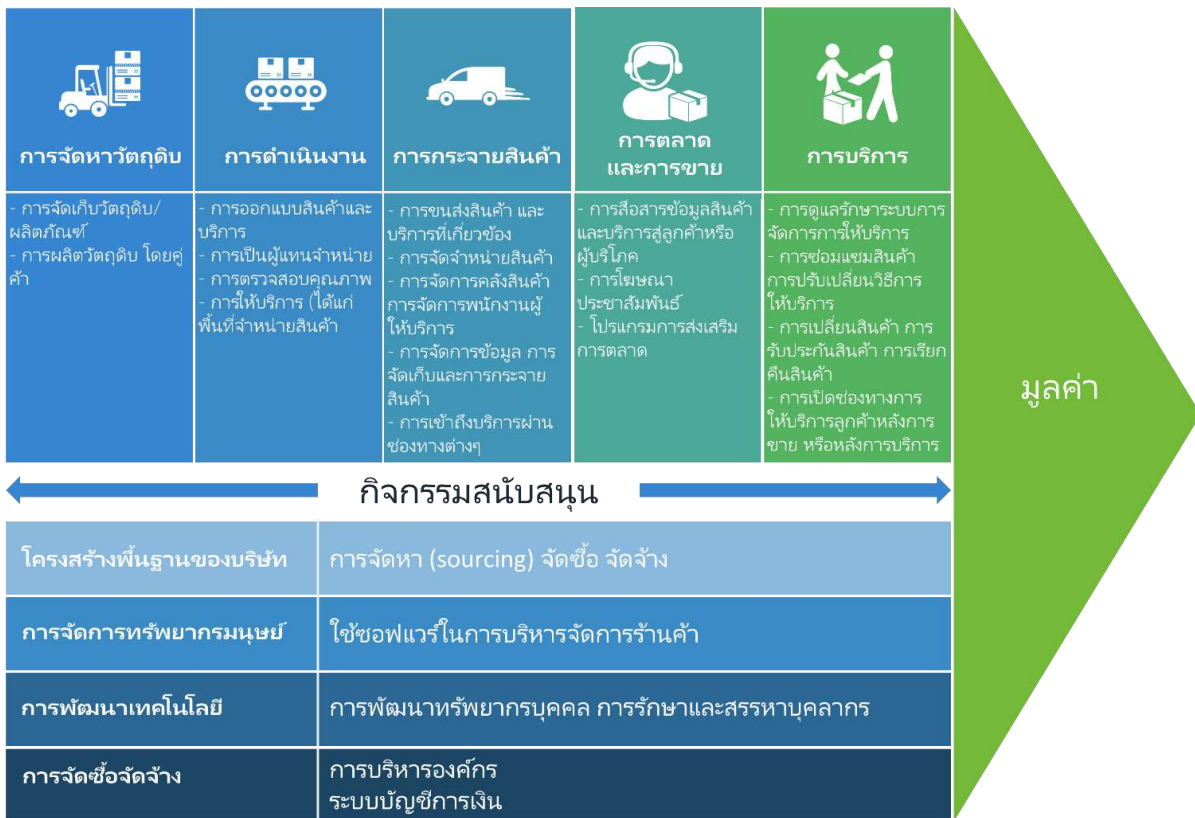 การจัดหาวัตถุดิบ
การดำเนินงาน
การกระจายสินค้า
การตลาด
และการขาย
การบริการ
- การจัดเก็บวัตถุดิบ/
ผลิตภัณฑ์
- การผลิตวัตถุดิบ โดยคู่
ค้า
- การออกแบบสินค้าและ
บริการ
- การเป็นผู้แทนจำหน่าย
- การตรวจสอบคุณภาพ
- การให้บริการ (ได้แก่
พื้นที่จำหน่ายสินค้า
- การขนส่งสินค้า และ
บริการที่เกี่ยวข้อง
- การจัดจำหน่ายสินค้า
- การจัดการคลังสินค้า
การจัดการพนักงานผู้
ให้บริการ
- การจัดการข้อมูล การ
จัดเก็บและการกระจาย
สินค้า
- การเข้าถึงบริการผ่าน
ช่องทางต่างๆ
- การสื่อสารข้อมูลสินค้า
และบริการสู่ลูกค้าหรือ
ผู้บริโภค
- การโฆษณา
ประชาสัมพันธ์
- โปรแกรมการส่งเสริม
การตลาด
- การดูแลรักษาระบบการ
จัดการการให้บริการ
- การซ่อมแซมสินค้า
การปรับเปลี่ยนวิธีการ
ให้บริการ
- การเปลี่ยนสินค้า การ
รับประกันสินค้า การเรียก
คืนสินค้า
- การเปิดช่องทางการ
ให้บริการลูกค้าหลังการ
ขาย หรือหลังการบริการ
มูลค่า
กิจกรรมสนับสนุน
โครงสร้างพื้นฐานของบริษัท
การจัดหา (sourcing) จัดซื้อ จัดจ้าง
การจัดการทรัพยากรมนุษย์
ใช้ซอฟแวร์ในการบริหารจัดการร้านค้า
การพัฒนาเทคโนโลยี
การพัฒนาทรัพยากรบุคคล การรักษาและสรรหาบุคลากร
การจัดซื้อจัดจ้าง
การบริหารองค์กร
ระบบบัญชีการเงิน